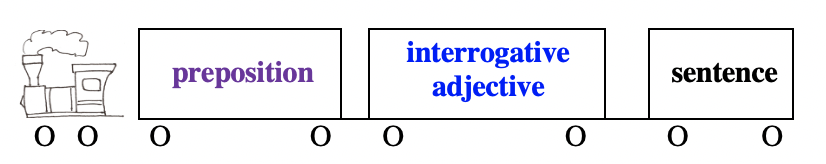 preposition
interrogative
adjective
sentence
O O O O O O O O